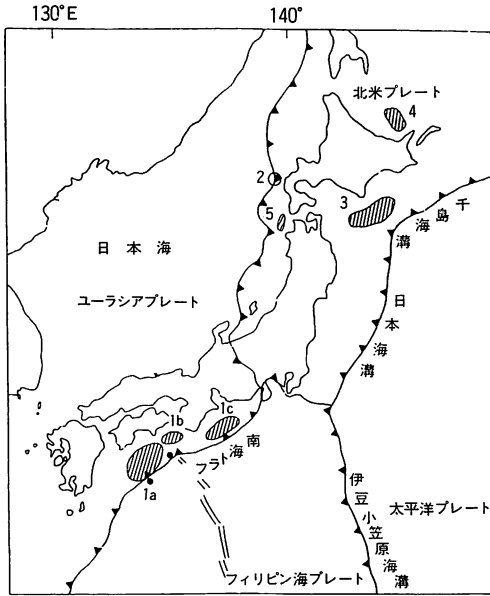 130°E
140°
北米プレート
4
2
3
5
千島海溝
日本海
ユーラシアプレート
日本海溝
1b
1c
1a
南海トラフ
伊豆小笠原海溝
太平洋プレート
フィリピン海プレート